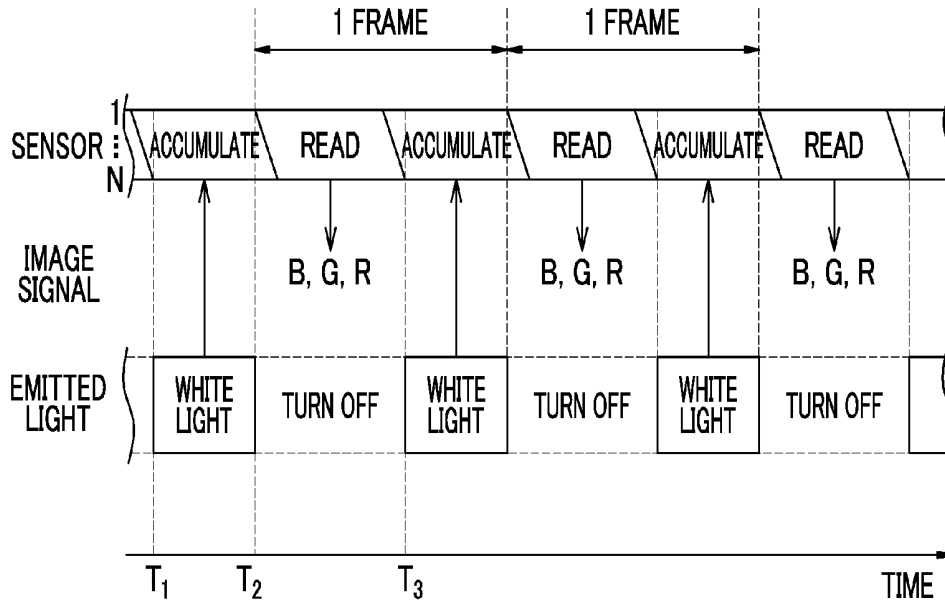 1 FRAME 1 FRAME
1
SENSOR ⋮ ACCUMULATE READ ACCUMULATE READ ACCUMULATE READ
N
IMAGE
SIGNAL
B, G, R B, G, R B, G, R
EMITTED
LIGHT
WHITE
LIGHT
TURN OFF
WHITE
LIGHT
TURN OFF
WHITE
LIGHT
TURN OFF
T₁ T₂ T₃ TIME